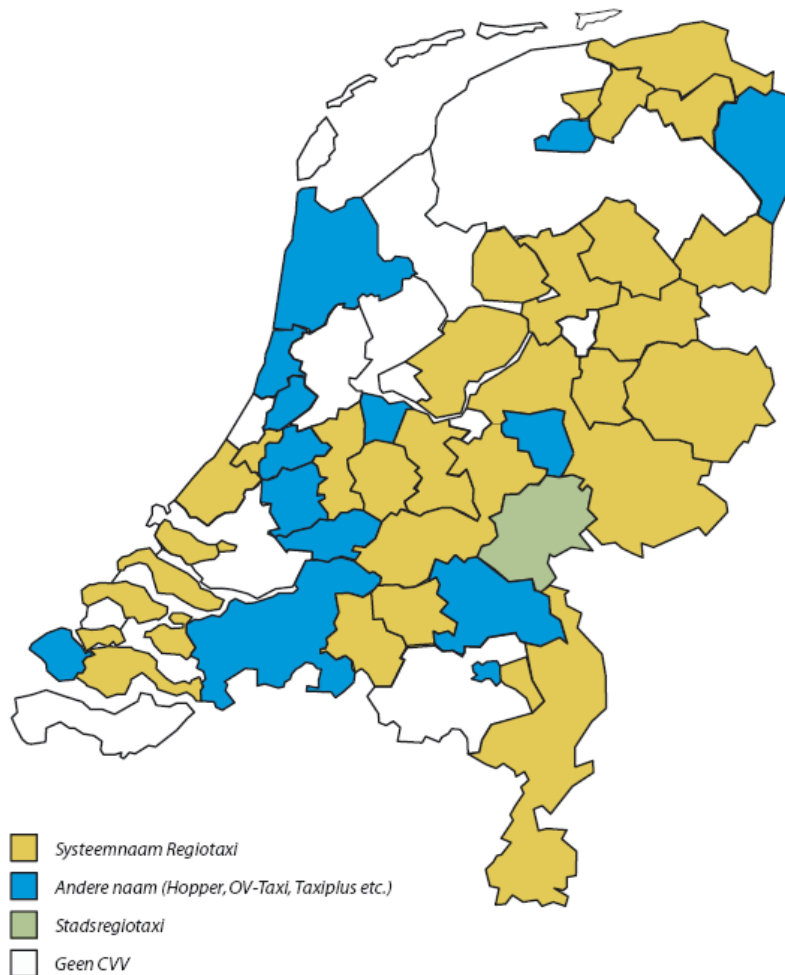 Systeemnaam Regiotaxi
Andere naam (Hopper, OV-Taxi, Taxiplus etc.)
Stadsregiotaxi
Geen CVV